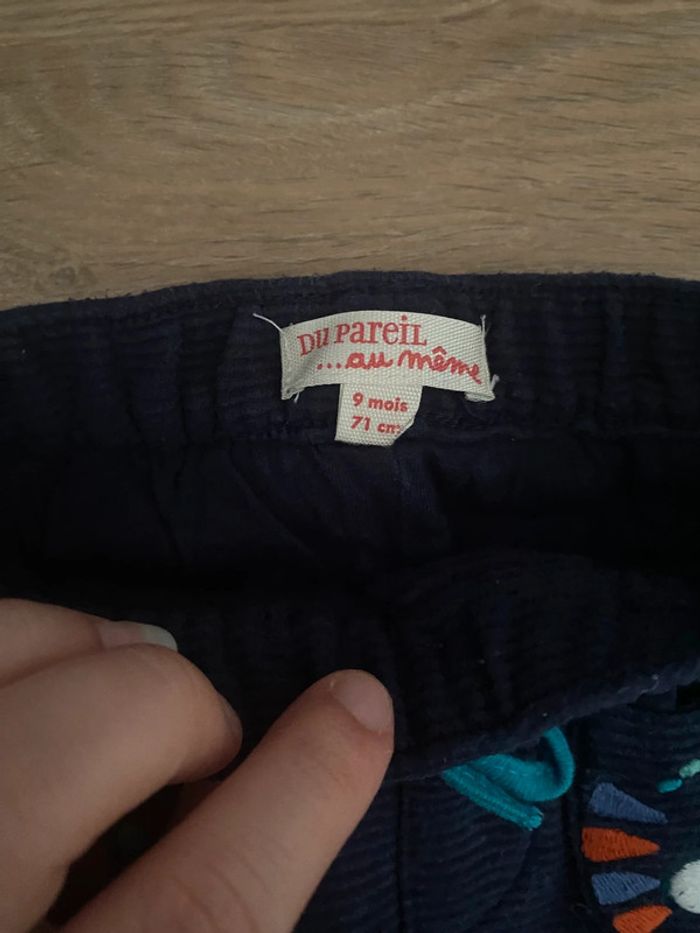 Du Pareil
...au même
9 mois
71 cm